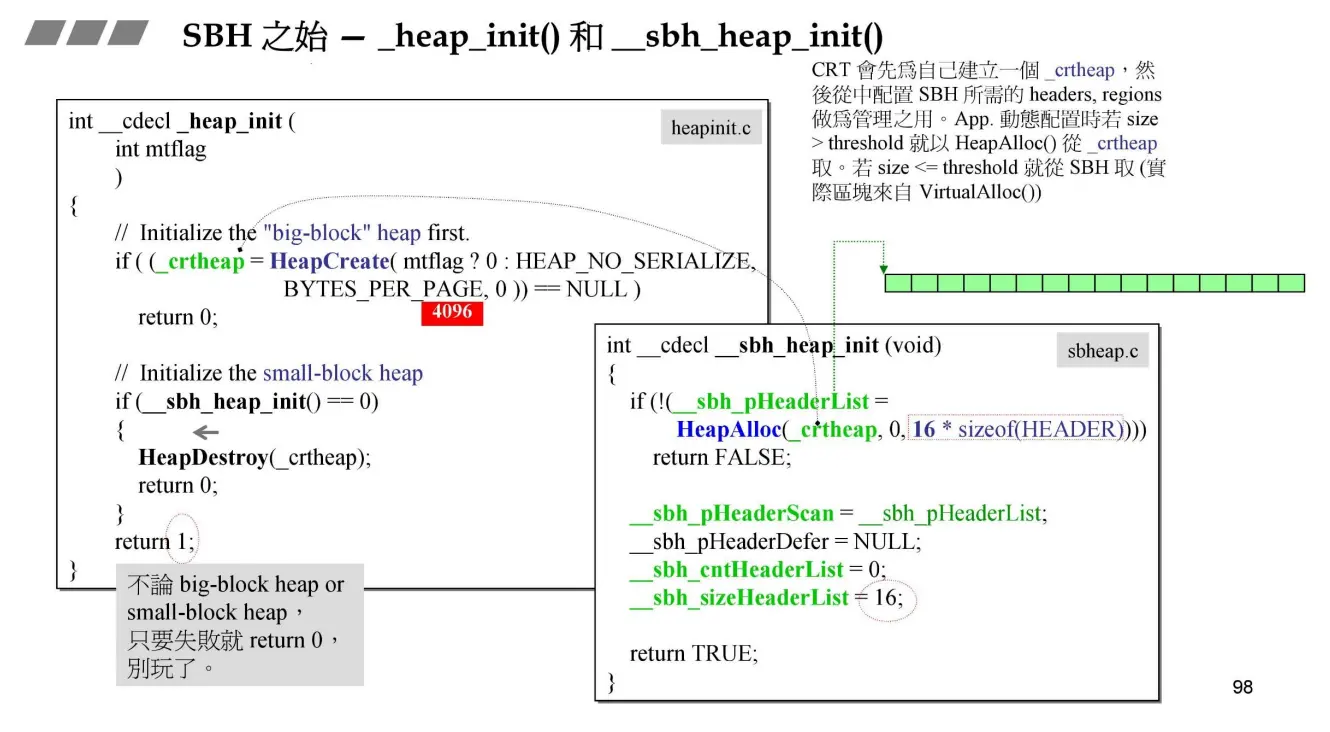 SBH 之始 — _heap_init() 和 __sbh_heap_init()
CRT 會先爲自己建立一個 _crtheap，然
後從中配置 SBH 所需的 headers, regions
做爲管理之用。App. 動態配置時若 size
> threshold 就以 HeapAlloc() 從 _crtheap
取。若 size <= threshold 就從 SBH 取 (實
際區塊來自 VirtualAlloc())
int __cdecl _heap_init (
heapinit.c
int mtflag
)
{
// Initialize the "big-block" heap first.
if ( (_crtheap = HeapCreate( mtflag ? 0 : HEAP_NO_SERIALIZE,
BYTES_PER_PAGE, 0 )) == NULL )
4096
return 0;
// Initialize the small-block heap
if (__sbh_heap_init() == 0)
{
HeapDestroy(_crtheap);
return 0;
}
return 1;
}
不論 big-block heap or
small-block heap，
只要失敗就 return 0，
別玩了。
int __cdecl __sbh_heap_init (void)
sbheap.c
{
if (!(__sbh_pHeaderList =
HeapAlloc(_crtheap, 0, 16 * sizeof(HEADER))))
return FALSE;
__sbh_pHeaderScan = __sbh_pHeaderList;
__sbh_pHeaderDefer = NULL;
__sbh_cntHeaderList = 0;
__sbh_sizeHeaderList = 16;
return TRUE;
}
98